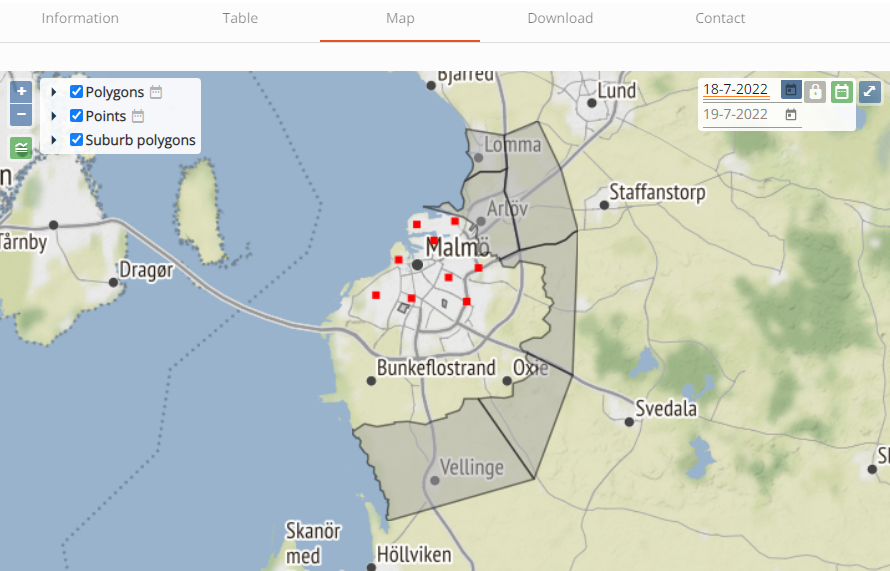 Information Table Map Download Contact
Bjärred
+
Polygons
18-7-2022
Lund
−
Points
19-7-2022
Suburb polygons
Lomma
n
Staffanstorp
Arlöv
Tårnby
Malmö
Dragør
Bunkeflostrand
Oxie
Svedala
Vellinge
Skanör
med
Höllviken